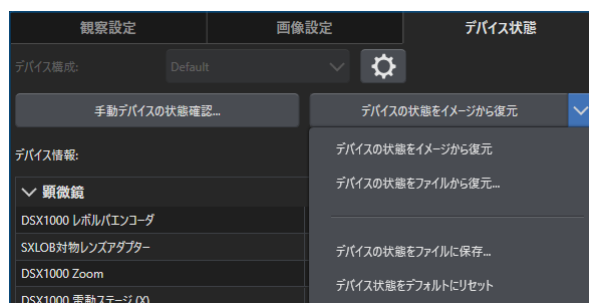 観察設定 画像設定 デバイス状態
デバイス構成: Default
手動デバイスの状態確認... デバイスの状態をイメージから復元
デバイス情報:
デバイスの状態をイメージから復元
デバイスの状態をファイルから復元...
顕微鏡
DSX1000 レボルバエンコーダ
SXLOB対物レンズアダプター
デバイスの状態をファイルに保存...
DSX1000 Zoom
デバイス状態をデフォルトにリセット
DSX1000 電動ステージ (X)